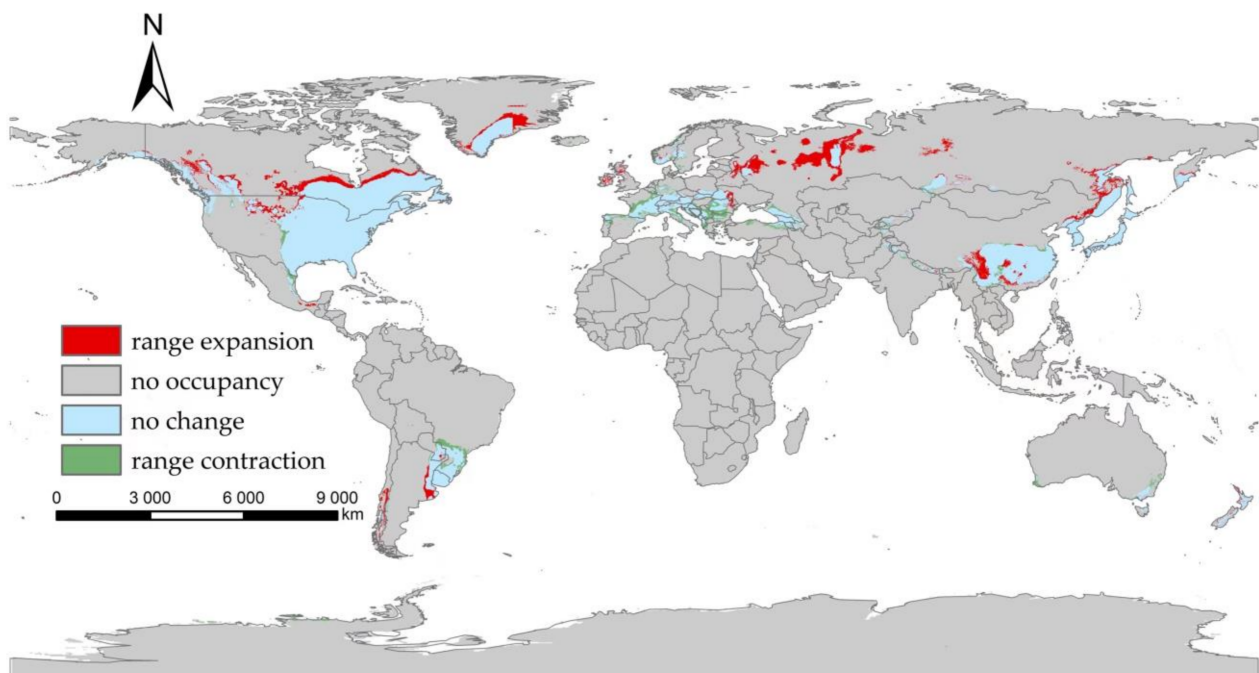 N
range expansion
no occupancy
no change
range contraction
0 3 000 6 000 9 000
km